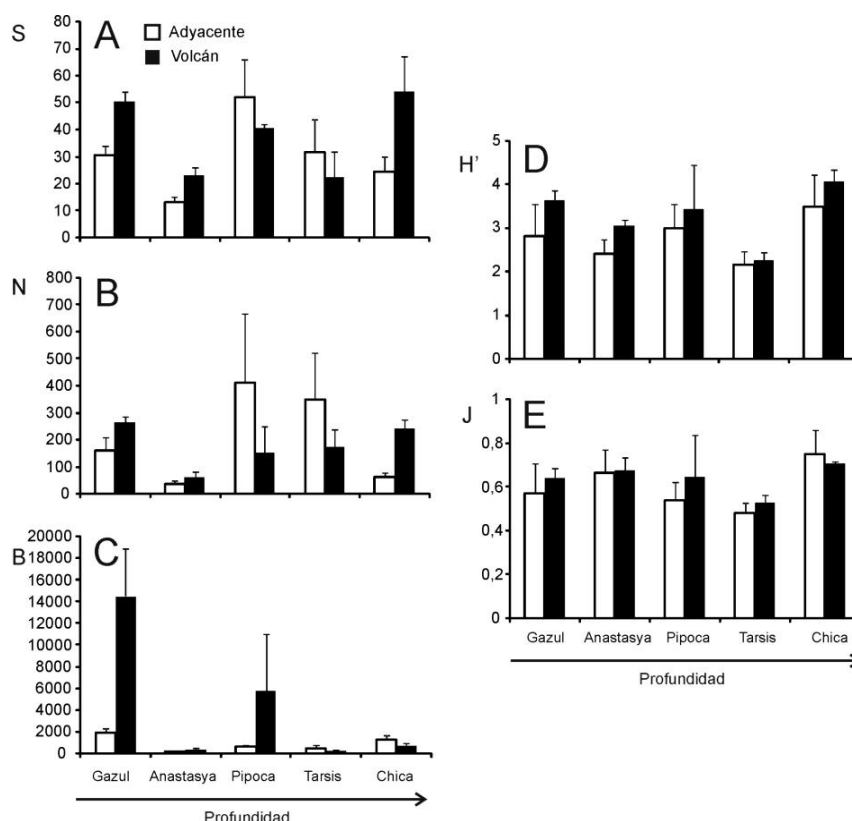 S
A
Adyacente
Volcán
80
70
60
50
40
30
20
10
0
N
B
800
700
600
500
400
300
200
100
0
B
C
20000
18000
16000
14000
12000
10000
8000
6000
4000
2000
0
Gazul Anastasya Pipoca Tarsis Chica
Profundidad
H'
D
5
4
3
2
1
0
J
E
1
0,8
0,6
0,4
0,2
0
Gazul Anastasya Pipoca Tarsis Chica
Profundidad